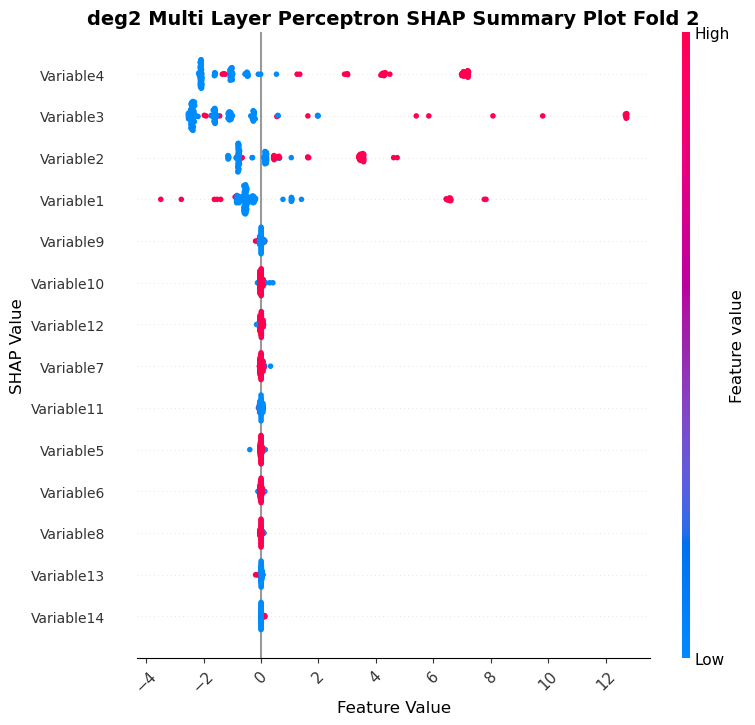 deg2 Multi Layer Perceptron SHAP Summary Plot Fold 2
High
Variable4
Variable3
Variable2
Variable1
Variable9
Variable10
Variable12
Variable7
Variable11
Variable5
Variable6
Variable8
Variable13
Variable14
SHAP Value
Feature value
Low
−4
−2
0
2
4
6
8
10
12
Feature Value